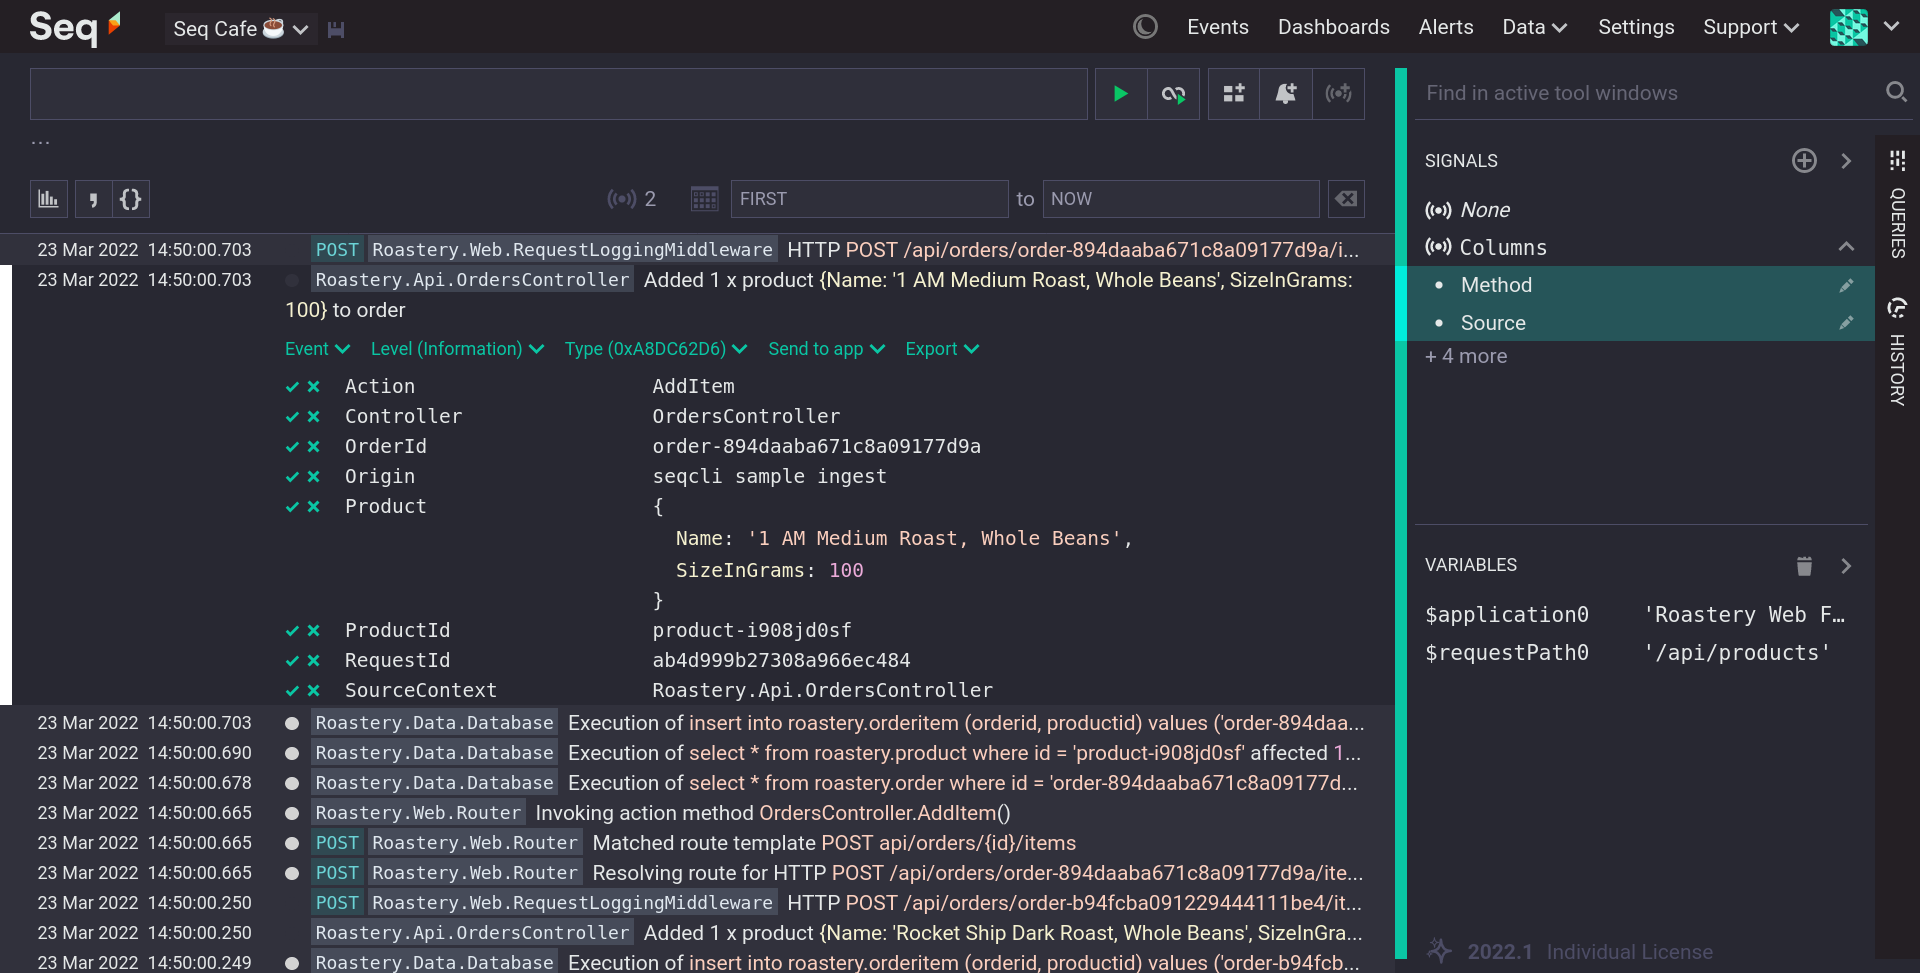 Seq Seq Cafe Events Dashboards Alerts Data Settings Support
Find in active tool windows
...
2 FIRST to NOW
23 Mar 2022 14:50:00.703 POST Roastery.Web.RequestLoggingMiddleware HTTP POST /api/orders/order-894daaba671c8a09177d9a/i...
23 Mar 2022 14:50:00.703 Roastery.Api.OrdersController Added 1 x product {Name: '1 AM Medium Roast, Whole Beans', SizeInGrams:
100} to order
Event Level (Information) Type (0xA8DC62D6) Send to app Export
Action AddItem
Controller OrdersController
OrderId order-894daaba671c8a09177d9a
Origin seqcli sample ingest
Product {
Name: '1 AM Medium Roast, Whole Beans',
SizeInGrams: 100
}
ProductId product-i908jd0sf
RequestId ab4d999b27308a966ec484
SourceContext Roastery.Api.OrdersController
23 Mar 2022 14:50:00.703 Roastery.Data.Database Execution of insert into roastery.orderitem (orderid, productid) values ('order-894daa...
23 Mar 2022 14:50:00.690 Roastery.Data.Database Execution of select * from roastery.product where id = 'product-i908jd0sf' affected 1...
23 Mar 2022 14:50:00.678 Roastery.Data.Database Execution of select * from roastery.order where id = 'order-894daaba671c8a09177d...
23 Mar 2022 14:50:00.665 Roastery.Web.Router Invoking action method OrdersController.AddItem()
23 Mar 2022 14:50:00.665 POST Roastery.Web.Router Matched route template POST api/orders/{id}/items
23 Mar 2022 14:50:00.665 POST Roastery.Web.Router Resolving route for HTTP POST /api/orders/order-894daaba671c8a09177d9a/ite...
23 Mar 2022 14:50:00.250 POST Roastery.Web.RequestLoggingMiddleware HTTP POST /api/orders/order-b94fcba091229444111be4/it...
23 Mar 2022 14:50:00.250 Roastery.Api.OrdersController Added 1 x product {Name: 'Rocket Ship Dark Roast, Whole Beans', SizeInGra...
23 Mar 2022 14:50:00.249 Roastery.Data.Database Execution of insert into roastery.orderitem (orderid, productid) values ('order-b94fcb...
SIGNALS
None
Columns
Method
Source
+ 4 more
VARIABLES
$application0 'Roastery Web F…
$requestPath0 '/api/products'
2022.1 Individual License
QUERIES
HISTORY